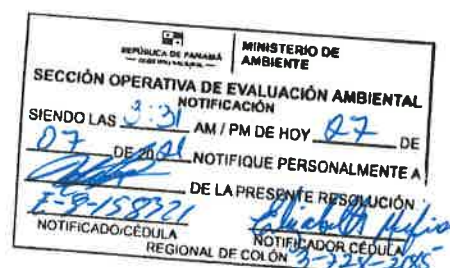 REPÚBLICA DE PANAMÁ
MINISTERIO DE
AMBIENTE
SECCIÓN OPERATIVA DE EVALUACIÓN AMBIENTAL
NOTIFICACIÓN
SIENDO LAS 3:31 AM / PM DE HOY 07 DE
07 DE 2021 NOTIFIQUE PERSONALMENTE A
DE LA PRESENTE RESOLUCIÓN
E-8-158721
NOTIFICADO/CÉDULA
NOTIFICADOR CÉDULA
REGIONAL DE COLÓN